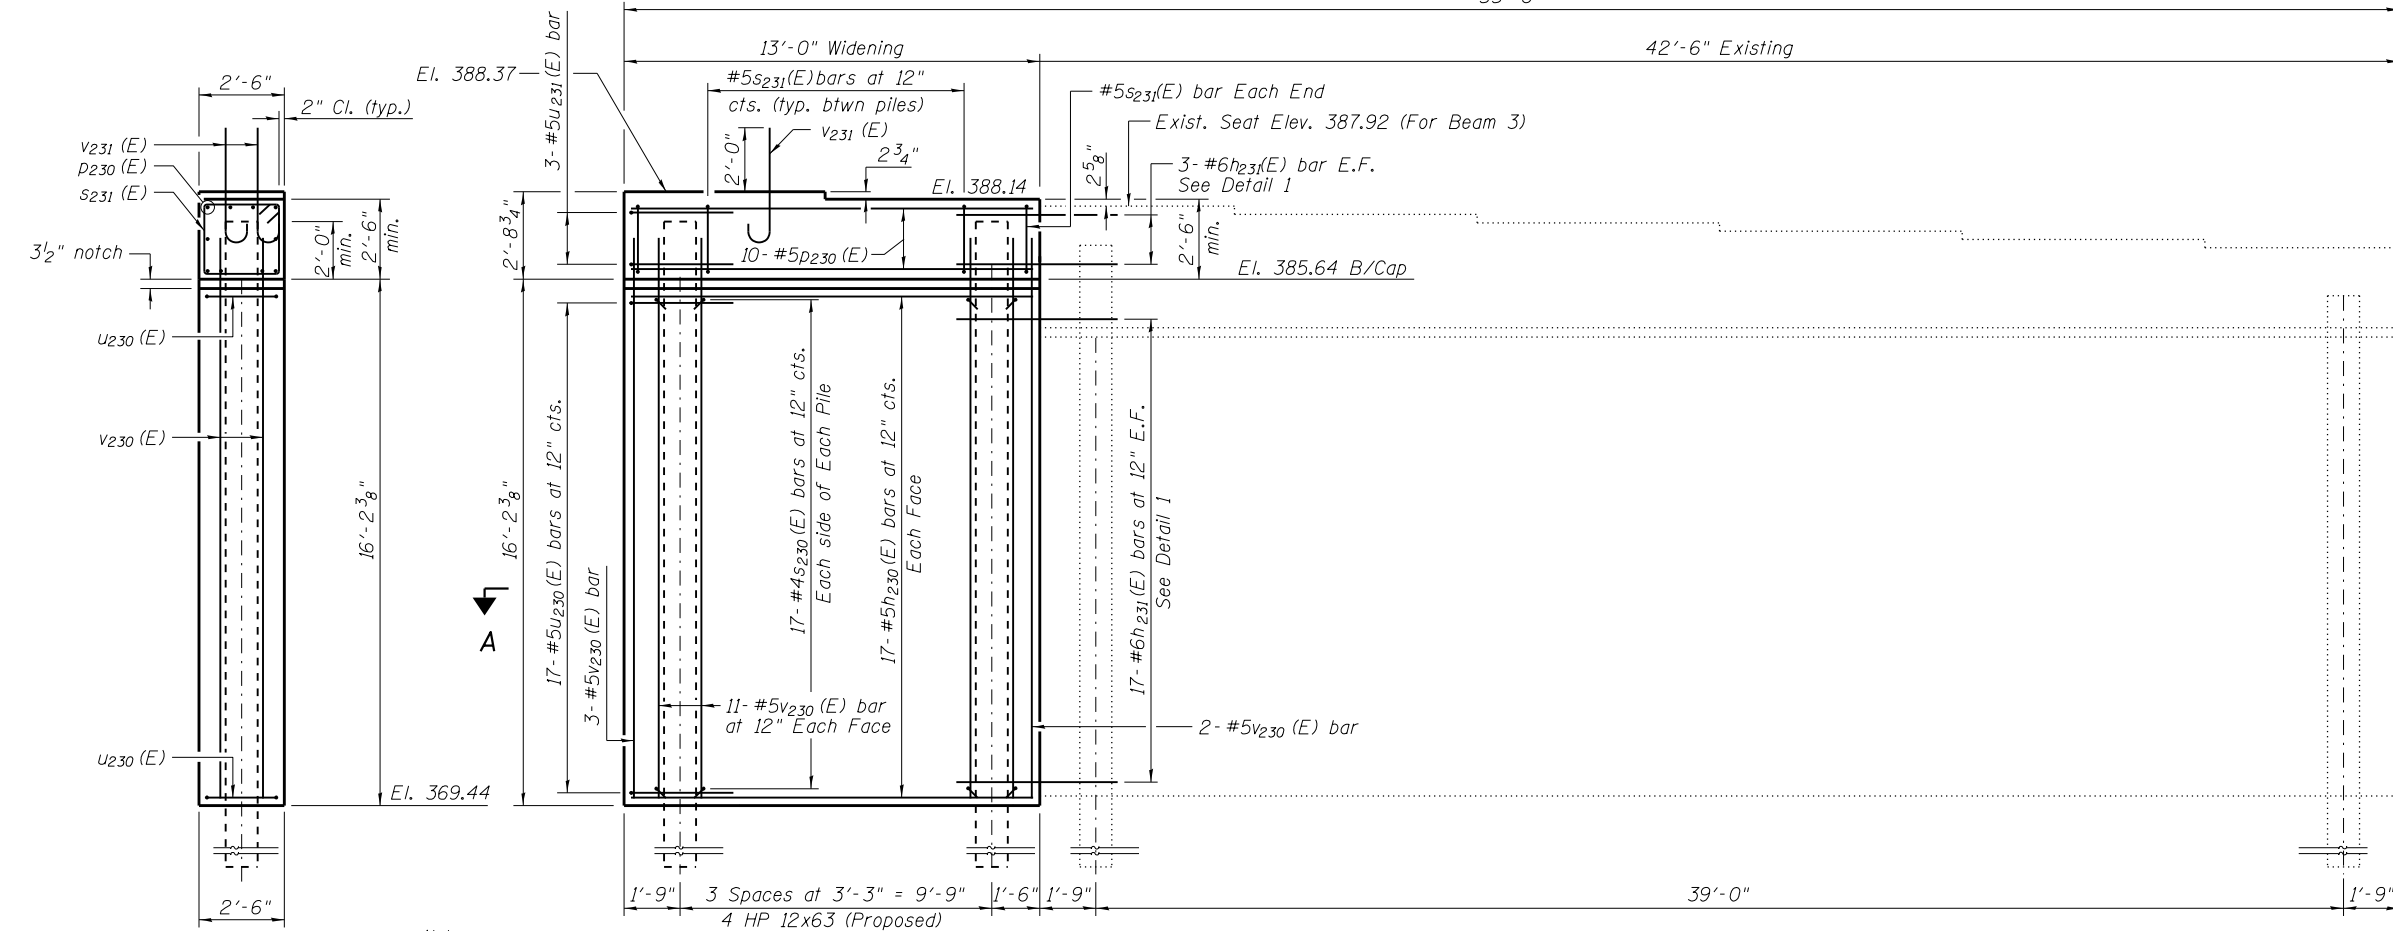 13'-0" Widening
42'-6" Existing
2'-6"
2" Cl. (typ.)
v230 (E)
v231 (E)
p230 (E)
s231 (E)
3½" notch
2'-0"
min.
2'-6"
min.
u230 (E)
16'-2⅜"
u230 (E)
2'-6"
El. 388.37
3- #5u231(E) bar
#5s231(E)bars at 12"
cts. (typ. btwn piles)
v231 (E)
2'-0"
2¾"
El. 388.14
#5s231(E) bar Each End
Exist. Seat Elev. 387.92 (For Beam 3)
2⅝"
3- #6h231(E) bar E.F.
See Detail 1
2'-8¾"
10- #5p230(E)
2'-6"
min.
El. 385.64 B/Cap
16'-2⅜"
17- #5u230(E) bars at 12" cts.
3- #5v230(E) bar
17- #4s230(E) bars at 12" cts.
Each side of Each Pile
17- #5h230(E) bars at 12" cts.
Each Face
17- #6h231(E) bars at 12" E.F.
See Detail 1
A
11- #5v230(E) bar
at 12" Each Face
2- #5v230 (E) bar
El. 369.44
1'-9"
3 Spaces at 3'-3" = 9'-9"
1'-6"
1'-9"
39'-0"
1'-9"
4 HP 12x63 (Proposed)